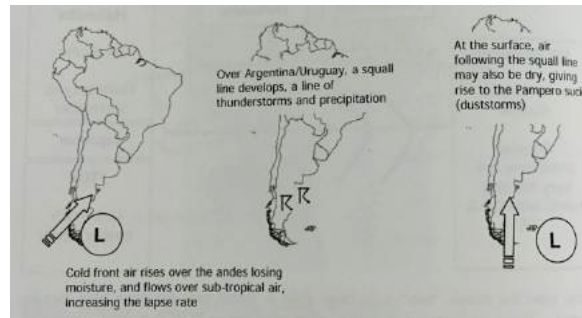 Over Argentina/Uruguay, a squall
line develops, a line of
thunderstorms and precipitation
At the surface, air
following the squall line
may also be dry, giving
rise to the Pampero
(duststorms)
L
L
Cold front air rises over the andes losing
moisture, and flows over sub-tropical air,
increasing the lapse rate